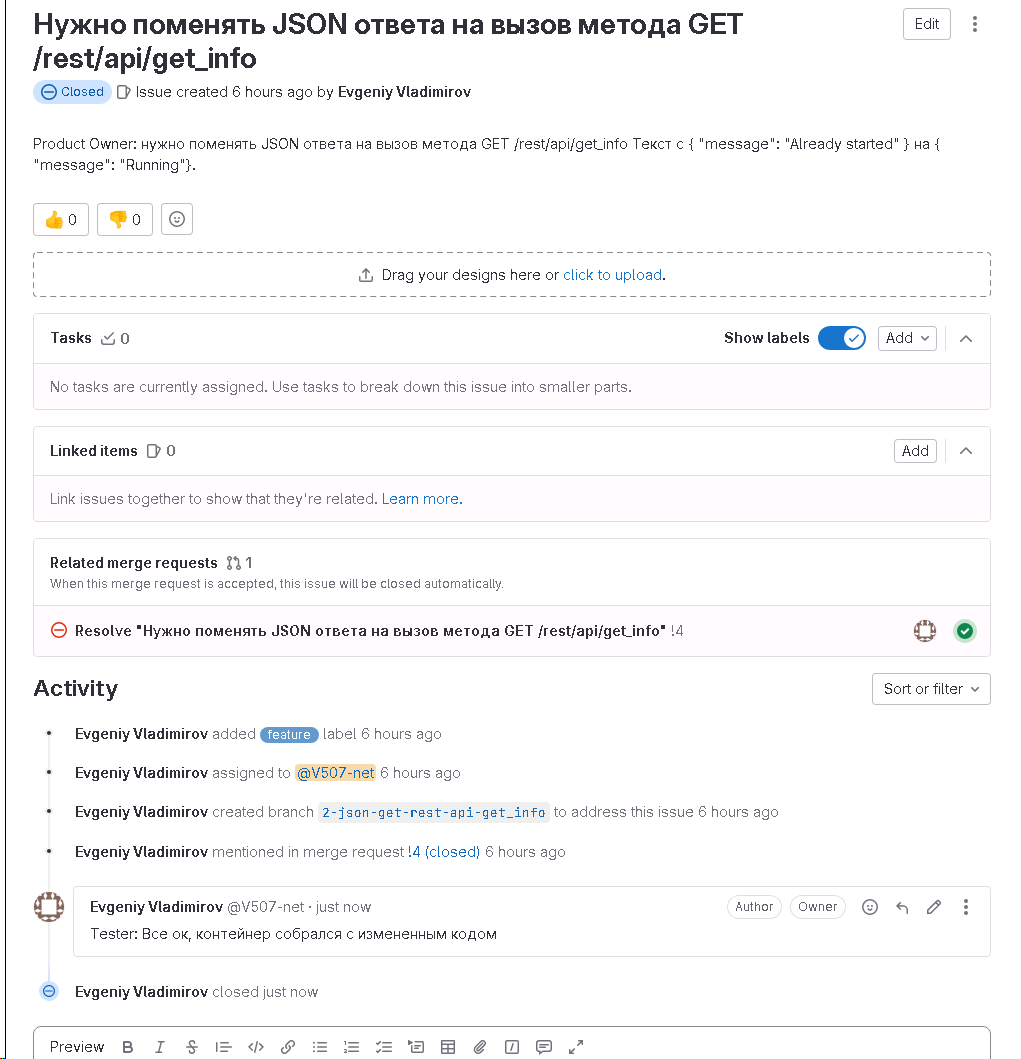 Нужно поменять JSON ответа на вызов метода GET
/rest/api/get_info
Edit
Closed Issue created 6 hours ago by Evgeniy Vladimirov
Product Owner: нужно поменять JSON ответа на вызов метода GET /rest/api/get_info Текст с { "message": "Already started" } на {
"message": "Running"}.
👍 0 👎 0
Drag your designs here or click to upload.
Tasks 0 Show labels Add
No tasks are currently assigned. Use tasks to break down this issue into smaller parts.
Linked items 0 Add
Link issues together to show that they're related. Learn more.
Related merge requests 1
When this merge request is accepted, this issue will be closed automatically.
Resolve "Нужно поменять JSON ответа на вызов метода GET /rest/api/get_info" !4
Activity Sort or filter
Evgeniy Vladimirov added feature label 6 hours ago
Evgeniy Vladimirov assigned to @V507-net 6 hours ago
Evgeniy Vladimirov created branch 2-json-get-rest-api-get_info to address this issue 6 hours ago
Evgeniy Vladimirov mentioned in merge request !4 (closed) 6 hours ago
Evgeniy Vladimirov @V507-net · just now Author Owner
Tester: Все ок, контейнер собрался с измененным кодом
Evgeniy Vladimirov closed just now
Preview B I S